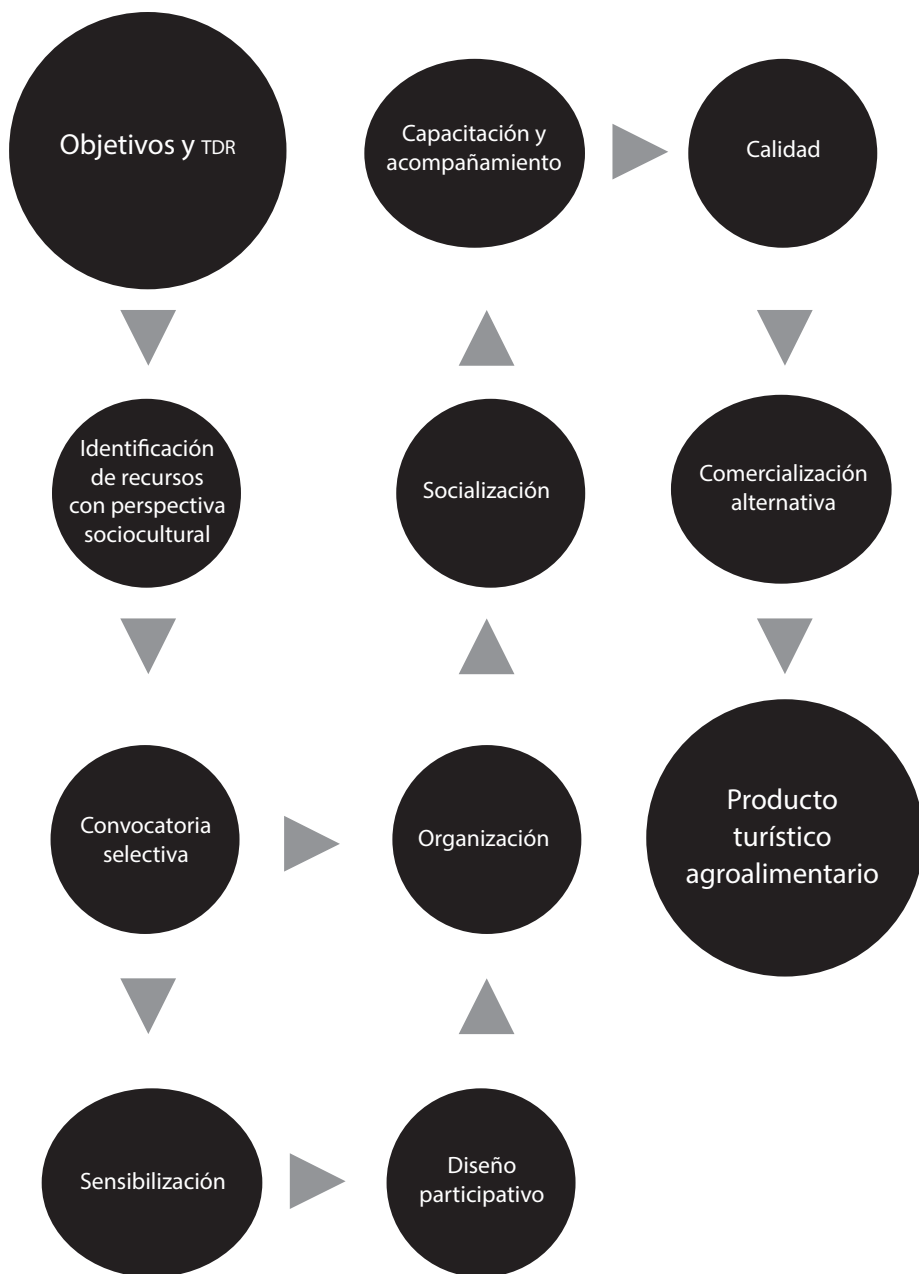 Objetivos y TDR
Identificación
de recursos
con perspectiva
sociocultural
Convocatoria
selectiva
Sensibilización
Diseño
participativo
Organización
Socialización
Capacitación y
acompañamiento
Calidad
Comercialización
alternativa
Producto
turístico
agroalimentario